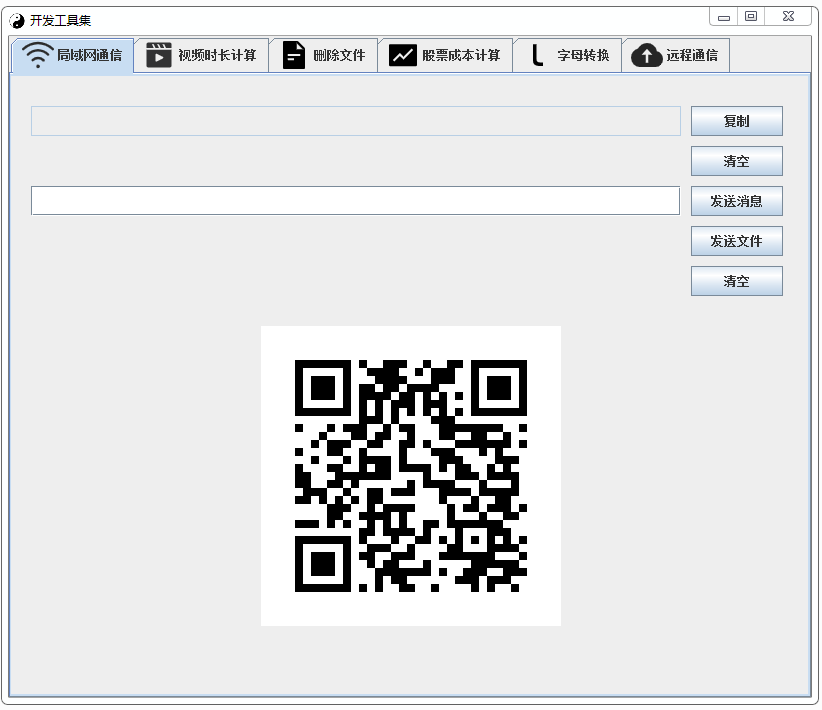 开发工具集
局域网通信 视频时长计算 删除文件 股票成本计算 字母转换 远程通信
复制
清空
发送消息
发送文件
清空